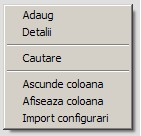 Adaug
Detalii
Cautare
Ascunde coloana
Afiseaza coloana
Import configurari